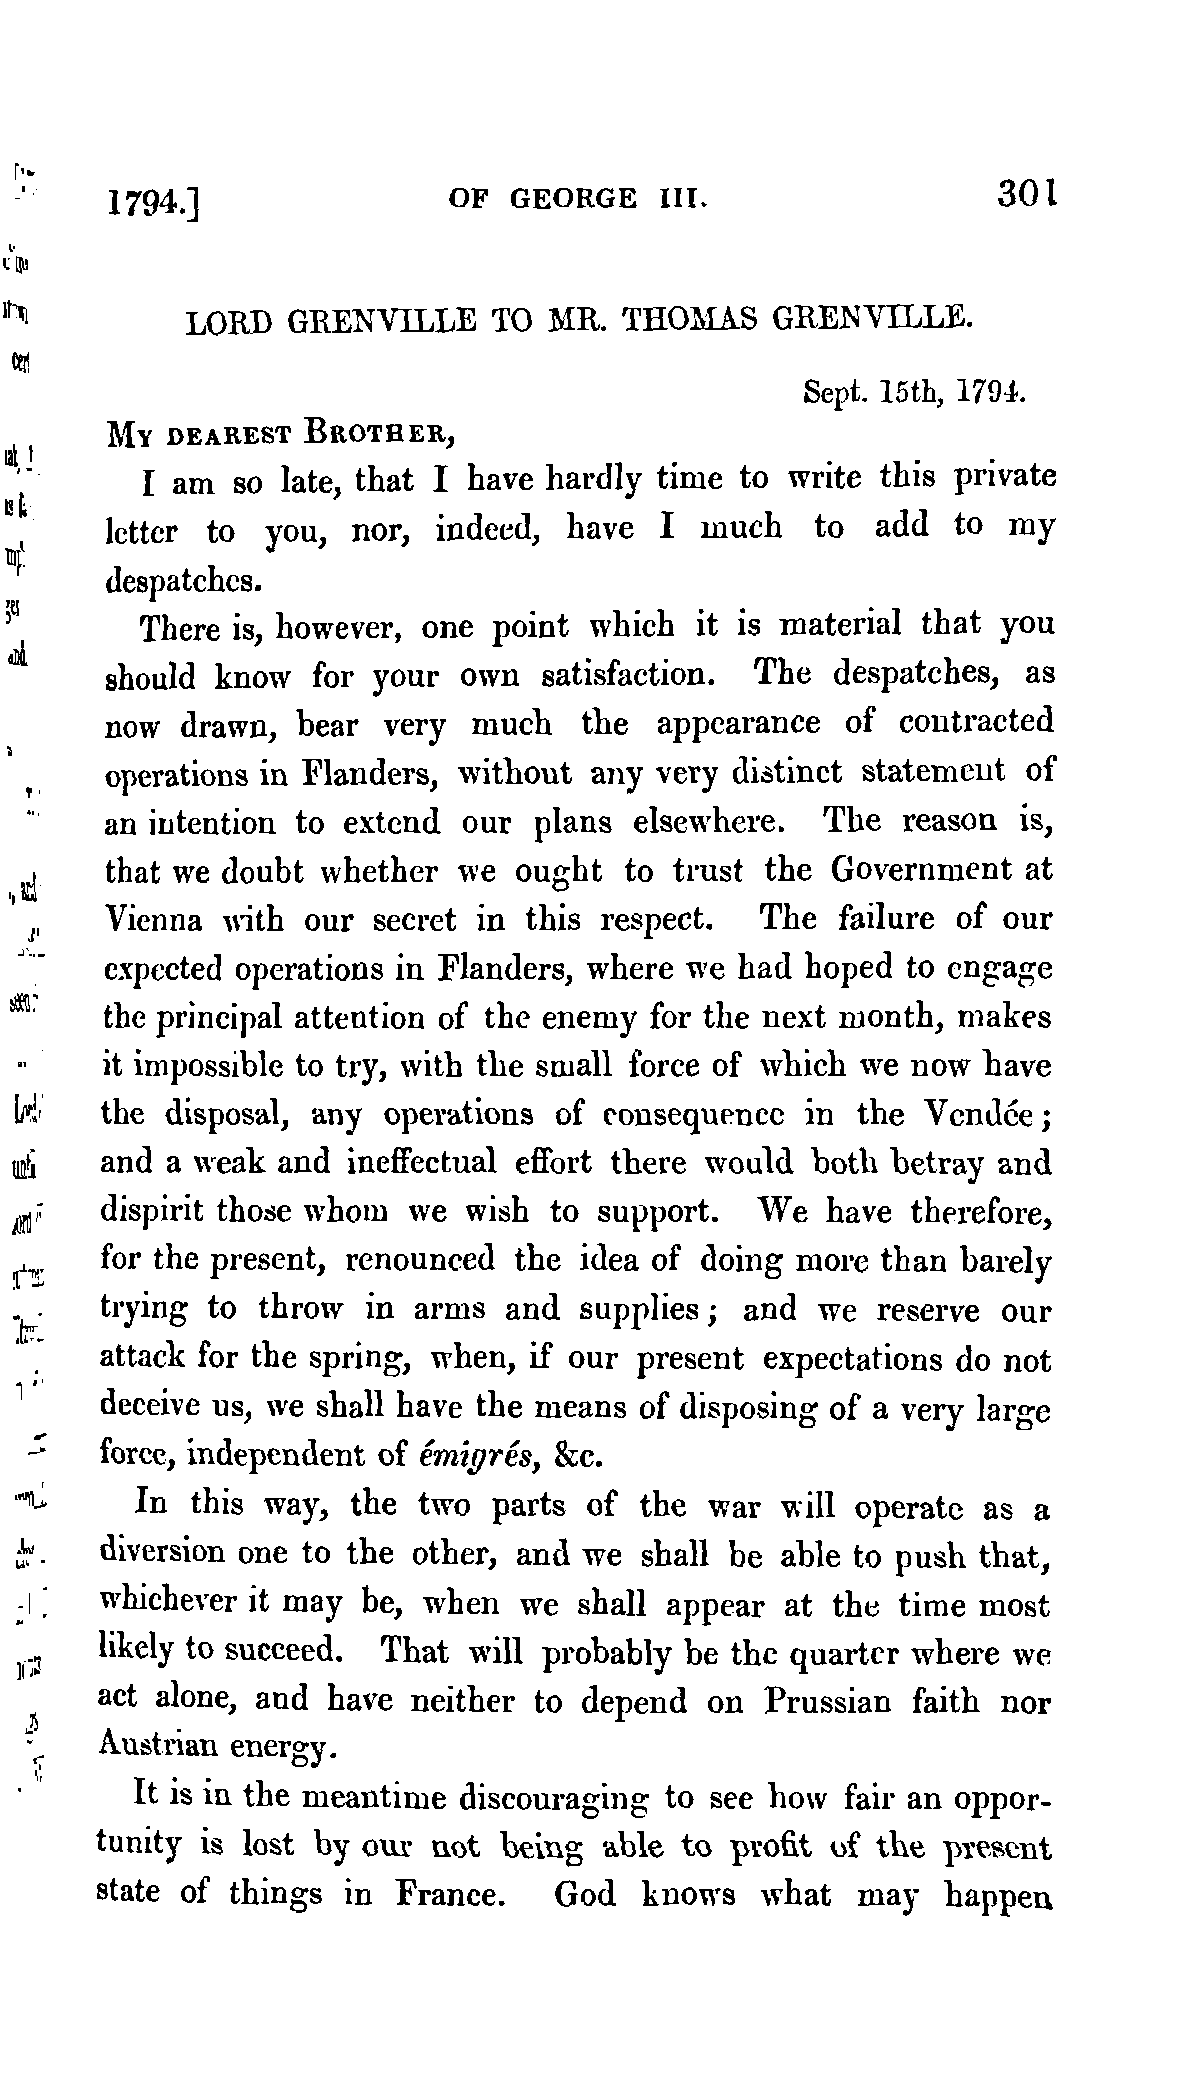 1794.] OF GEORGE III. 301
LORD GRENVILLE TO MR. THOMAS GRENVILLE.
Sept. 15th, 1794.
MY DEAREST BROTHER,
I am so late, that I have hardly time to write this private
letter to you, nor, indeed, have I much to add to my
despatches.
There is, however, one point which it is material that you
should know for your own satisfaction. The despatches, as
now drawn, bear very much the appearance of contracted
operations in Flanders, without any very distinct statement of
an intention to extend our plans elsewhere. The reason is,
that we doubt whether we ought to trust the Government at
Vienna with our secret in this respect. The failure of our
expected operations in Flanders, where we had hoped to engage
the principal attention of the enemy for the next month, makes
it impossible to try, with the small force of which we now have
the disposal, any operations of consequence in the Vendée;
and a weak and ineffectual effort there would both betray and
dispirit those whom we wish to support. We have therefore,
for the present, renounced the idea of doing more than barely
trying to throw in arms and supplies; and we reserve our
attack for the spring, when, if our present expectations do not
deceive us, we shall have the means of disposing of a very large
force, independent of émigrés, &c.
In this way, the two parts of the war will operate as a
diversion one to the other, and we shall be able to push that,
whichever it may be, when we shall appear at the time most
likely to succeed. That will probably be the quarter where we
act alone, and have neither to depend on Prussian faith nor
Austrian energy.
It is in the meantime discouraging to see how fair an oppor-
tunity is lost by our not being able to profit of the present
state of things in France. God knows what may happen